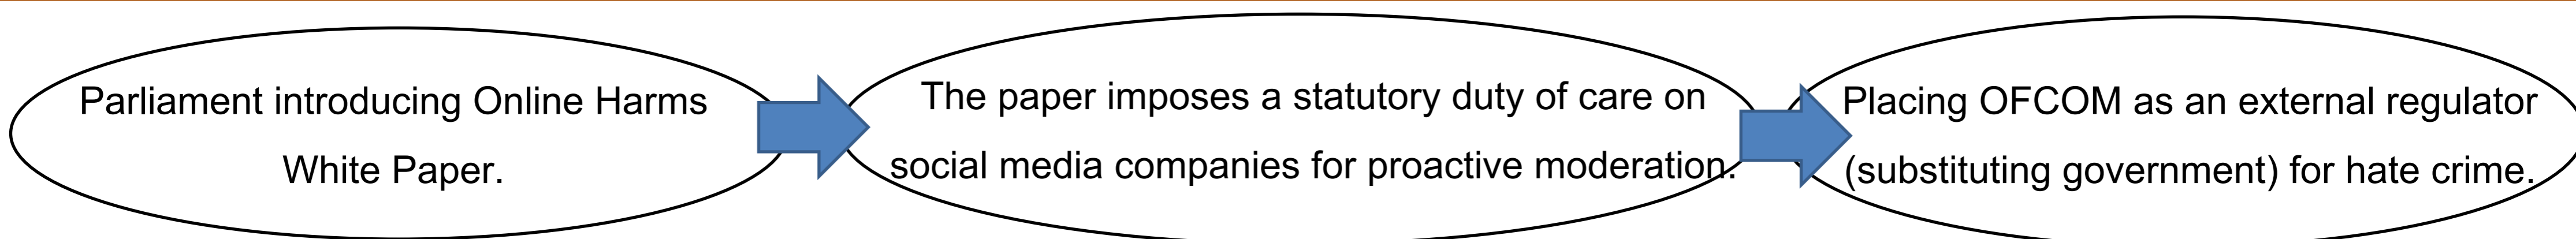 Parliament introducing Online Harms
White Paper.
The paper imposes a statutory duty of care on
social media companies for proactive moderation.
Placing OFCOM as an external regulator
(substituting government) for hate crime.